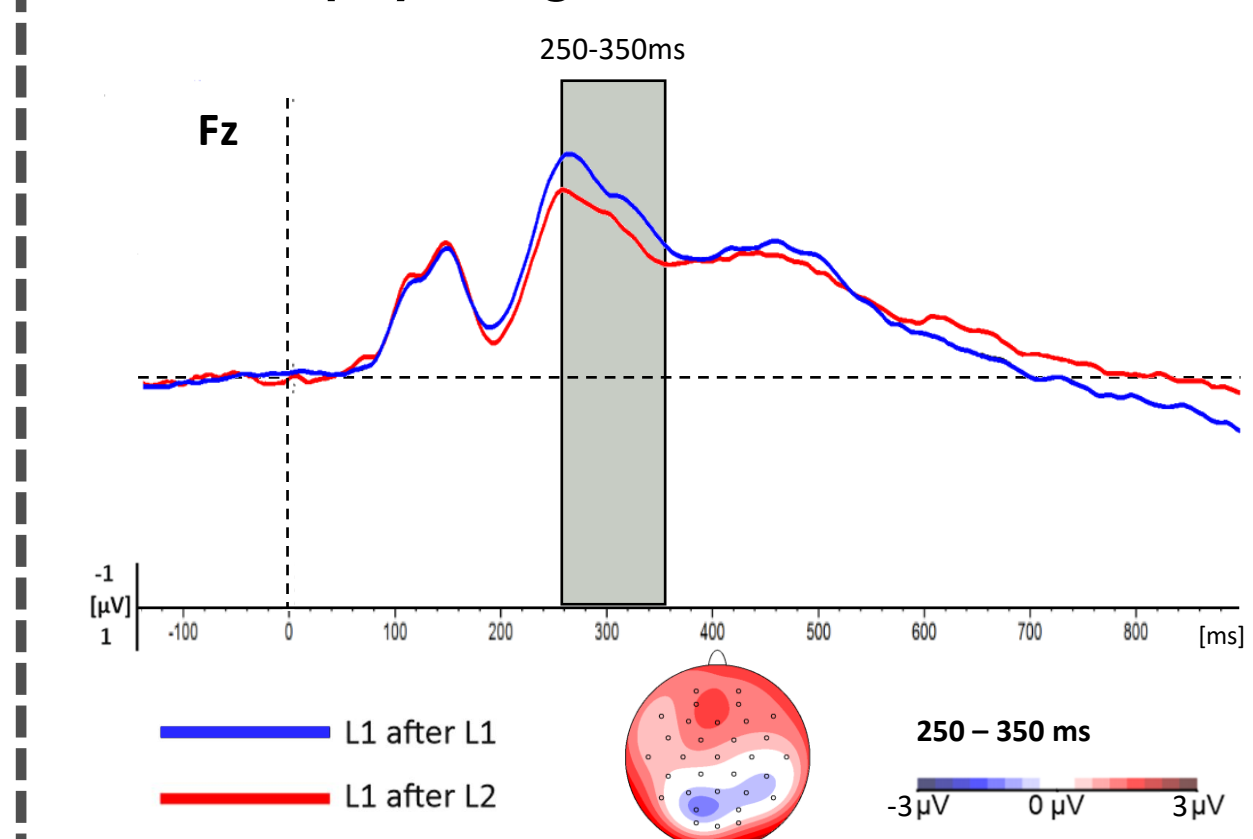 250-350ms
Fz
-1
[µV]
1
-100 0 100 200 300 400 500 600 700 800 [ms]
L1 after L1
250 – 350 ms
L1 after L2
-3µV 0 µV 3µV